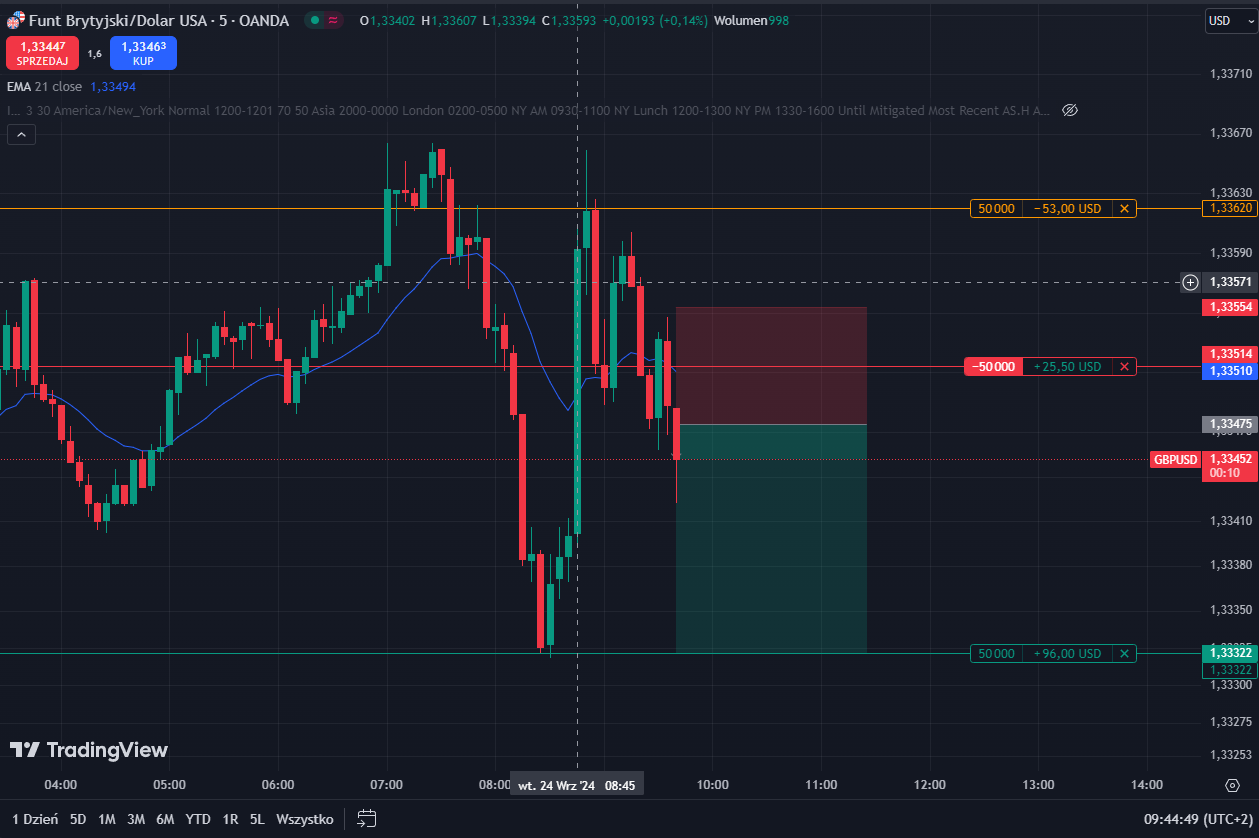 Funt Brytyjski/Dolar USA · 5 · OANDA O1,33402 H1,33607 L1,33394 C1,33593 +0,00193 (+0,14%) Wolumen998
USD
1,33447 SPRZEDAJ
1,6
1,33463 KUP
EMA 21 close 1,33494
I... 3 30 America/New_York Normal 1200-1201 70 50 Asia 2000-0000 London 0200-0500 NY AM 0930-1100 NY Lunch 1200-1300 NY PM 1330-1600 Until Mitigated Most Recent AS.H A...
1,33710
1,33670
1,33630
50 000 −53,00 USD
1,33620
1,33590
1,33571
1,33554
1,33514
−50 000 +25,50 USD
1,33510
1,33475
GBPUSD 1,33452
00:10
1,33410
1,33380
1,33350
50 000 +96,00 USD
1,33322
1,33322
1,33300
1,33275
1,33253
TradingView
04:00 05:00 06:00 07:00 08:00 wt. 24 Wrz '24 08:45 10:00 11:00 12:00 13:00 14:00
1 Dzień 5D 1M 3M 6M YTD 1R 5L Wszystko 09:44:49 (UTC+2)